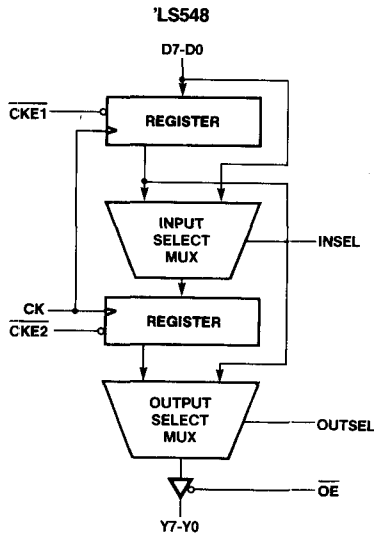 'LS548
D7-D0
CKE1
REGISTER
INPUT
SELECT
MUX
INSEL
CK
CKE2
REGISTER
OUTPUT
SELECT
MUX
OUTSEL
OE
Y7-Y0